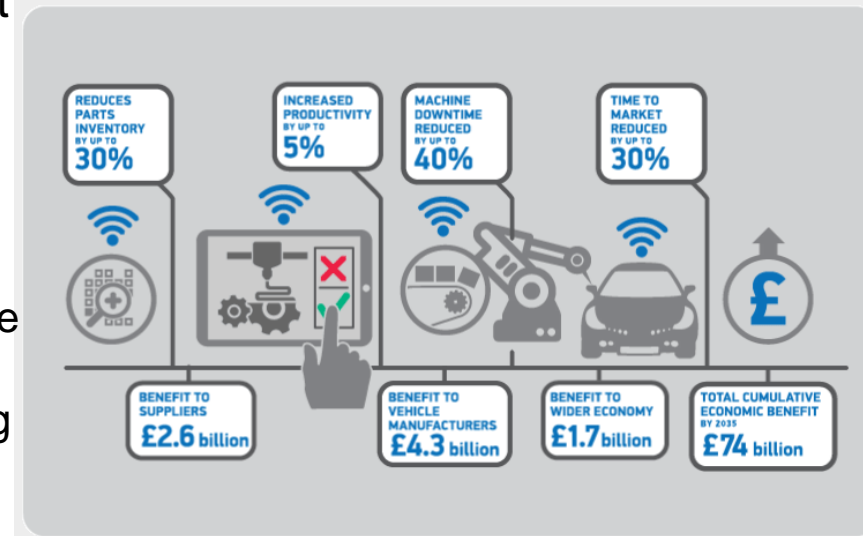 t
e
g
REDUCES
PARTS
INVENTORY
BY UP TO
30%
INCREASED
PRODUCTIVITY
BY UP TO
5%
MACHINE
DOWNTIME
REDUCED
BY UP TO
40%
TIME TO
MARKET
REDUCED
BY UP TO
30%
£
BENEFIT TO
SUPPLIERS
£2.6 billion
BENEFIT TO
VEHICLE
MANUFACTURERS
£4.3 billion
BENEFIT TO
WIDER ECONOMY
£1.7 billion
TOTAL CUMULATIVE
ECONOMIC BENEFIT
BY 2035
£74 billion